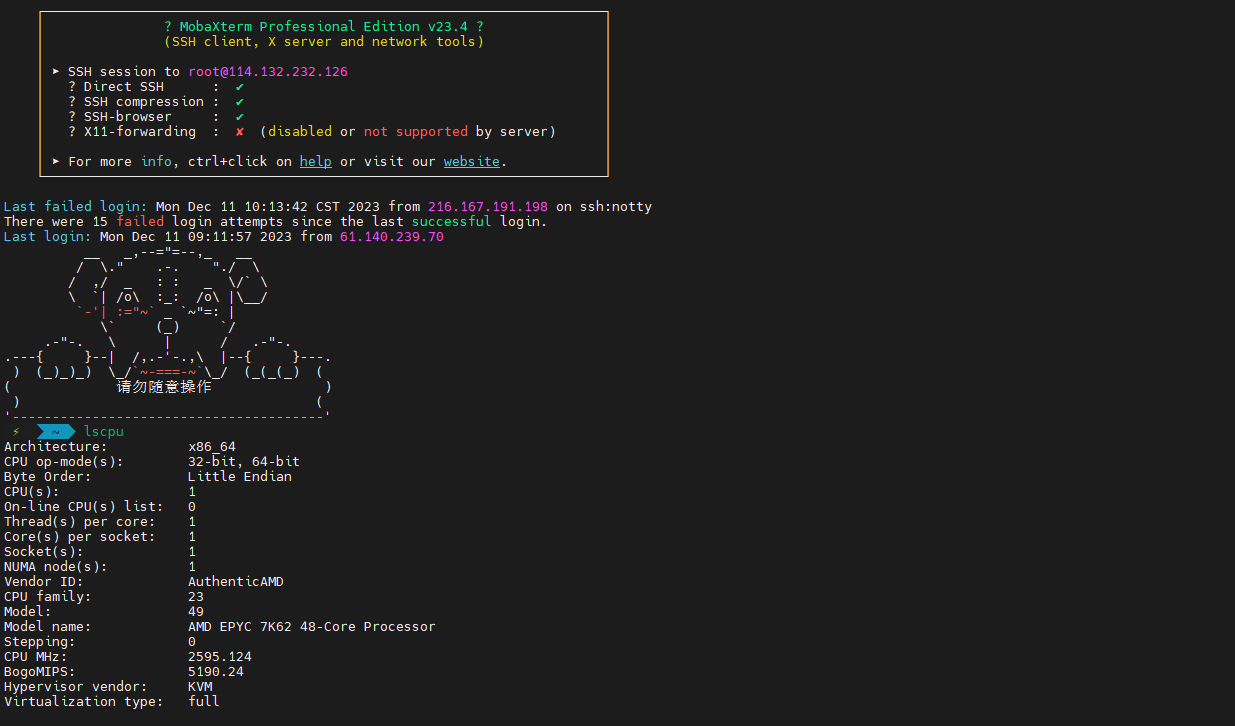 ? MobaXterm Professional Edition v23.4 ?
(SSH client, X server and network tools)
➤ SSH session to root@114.132.232.126
? Direct SSH      :  ✔
? SSH compression :  ✔
? SSH-browser     :  ✔
? X11-forwarding  :  ✘  (disabled or not supported by server)
➤ For more info, ctrl+click on help or visit our website.
Last failed login: Mon Dec 11 10:13:42 CST 2023 from 216.167.191.198 on ssh:notty
There were 15 failed login attempts since the last successful login.
Last login: Mon Dec 11 09:11:57 2023 from 61.140.239.70
请勿随意操作
⚡ ~ lscpu
Architecture:          x86_64
CPU op-mode(s):        32-bit, 64-bit
Byte Order:            Little Endian
CPU(s):                1
On-line CPU(s) list:   0
Thread(s) per core:    1
Core(s) per socket:    1
Socket(s):             1
NUMA node(s):          1
Vendor ID:             AuthenticAMD
CPU family:            23
Model:                 49
Model name:            AMD EPYC 7K62 48-Core Processor
Stepping:              0
CPU MHz:               2595.124
BogoMIPS:              5190.24
Hypervisor vendor:     KVM
Virtualization type:   full